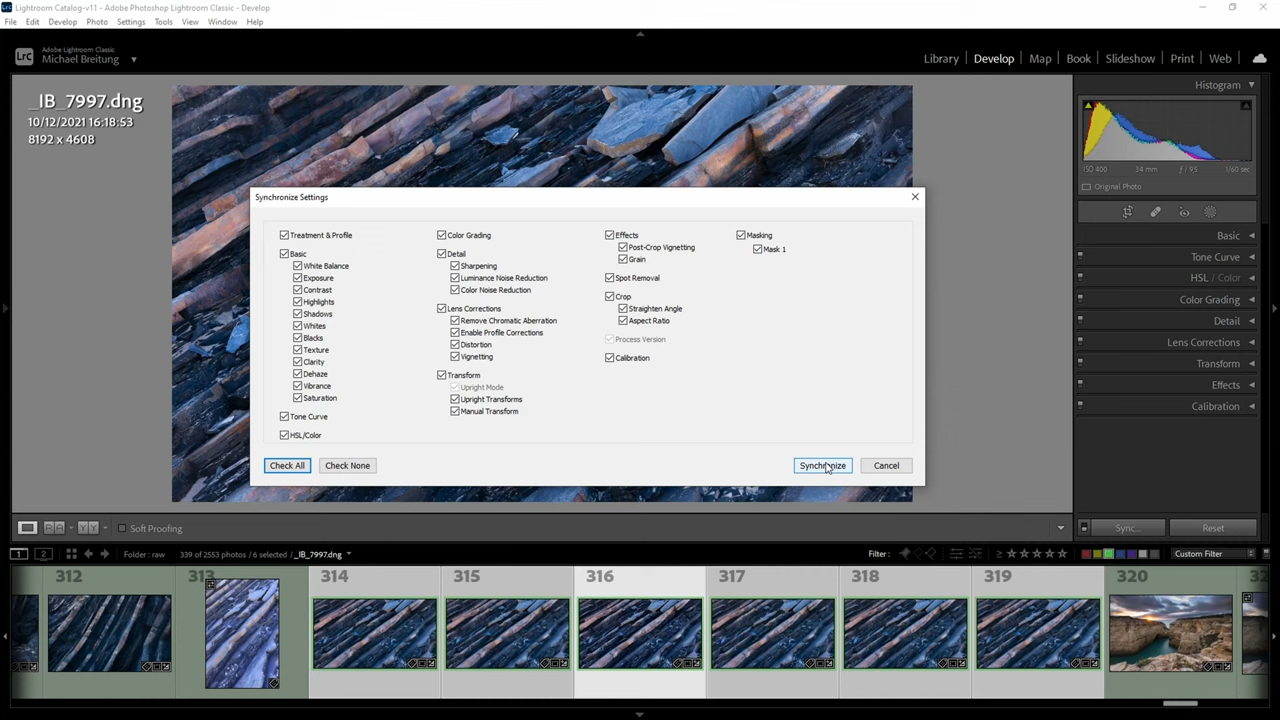 Lightroom Catalog-v11 - Adobe Photoshop Lightroom Classic - Develop
File Edit Develop Photo Settings Tools View Window Help
Lrc
Adobe Lightroom Classic
Michael Breitung
Library | Develop | Map | Book | Slideshow | Print | Web
_IB_7997.dng
10/12/2021 16:18:53
8192 x 4608
Histogram
ISO 400 34 mm f / 9.5 1/60 sec
Original Photo
Basic
Tone Curve
HSL / Color
Color Grading
Detail
Lens Corrections
Transform
Effects
Calibration
Synchronize Settings
Treatment & Profile
Basic
White Balance
Exposure
Contrast
Highlights
Shadows
Whites
Blacks
Texture
Clarity
Dehaze
Vibrance
Saturation
Tone Curve
HSL/Color
Color Grading
Detail
Sharpening
Luminance Noise Reduction
Color Noise Reduction
Lens Corrections
Remove Chromatic Aberration
Enable Profile Corrections
Distortion
Vignetting
Transform
Upright Mode
Upright Transforms
Manual Transform
Effects
Post-Crop Vignetting
Grain
Spot Removal
Crop
Straighten Angle
Aspect Ratio
Process Version
Calibration
Masking
Mask 1
Check All Check None Synchronize Cancel
Soft Proofing
Sync... Reset
1 2 Folder : raw 339 of 2553 photos / 6 selected / _IB_7997.dng Filter : Custom Filter
312 313 314 315 316 317 318 319 320